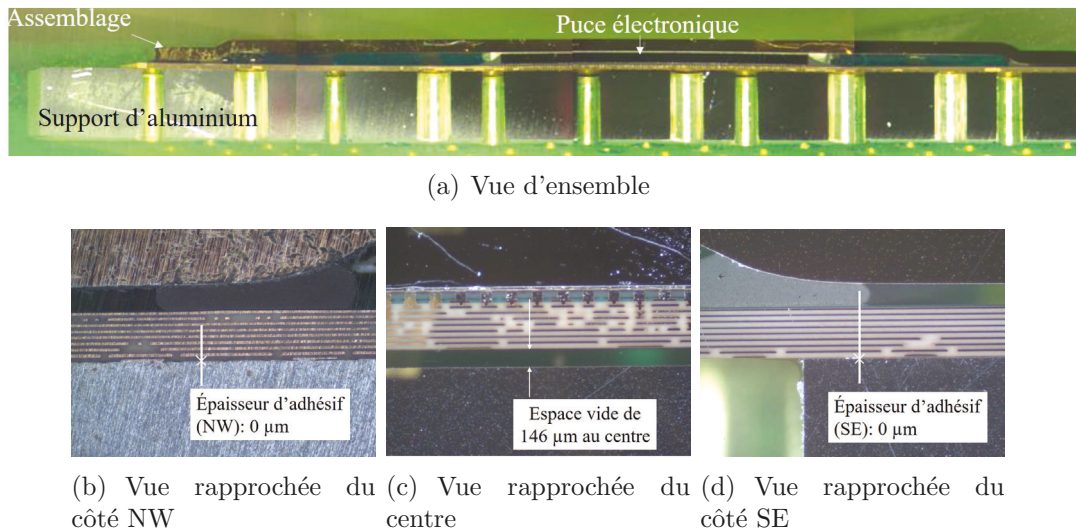 Assemblage
Puce électronique
Support d'aluminium
(a) Vue d'ensemble
Épaisseur d'adhésif
(NW): 0 µm
Espace vide de
146 µm au centre
Épaisseur d'adhésif
(SE): 0 µm
(b) Vue rapprochée du
côté NW
(c) Vue rapprochée du
centre
(d) Vue rapprochée du
côté SE